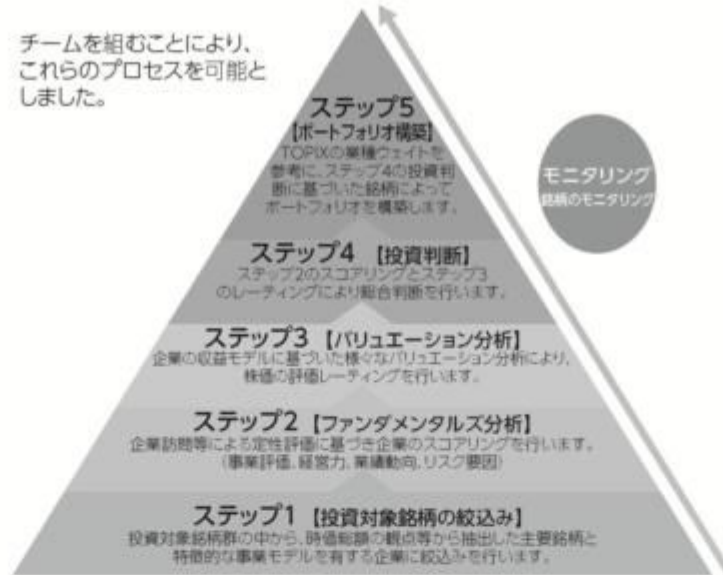 チームを組むことにより、
これらのプロセスを可能と
しました。
ステップ5
【ポートフォリオ構築】
TOPIXの業種ウェイトを
参考に、ステップ4の投資判
断に基づいた銘柄によって
ポートフォリオを構築します。
モニタリング
銘柄のモニタリング
ステップ4 【投資判断】
ステップ2のスコアリングとステップ3
のレーティングにより総合判断を行います。
ステップ3 【バリュエーション分析】
企業の収益モデルに基づいた様々なバリュエーション分析により、
株価の評価レーティングを行います。
ステップ2 【ファンダメンタルズ分析】
企業訪問等による定性評価に基づき企業のスコアリングを行います。
(事業評価、経営力、業績動向、リスク要因)
ステップ1 【投資対象銘柄の絞込み】
投資対象銘柄群の中から、時価総額の観点等から抽出した主要銘柄と
特徴的な事業モデルを有する企業に絞込みを行います。